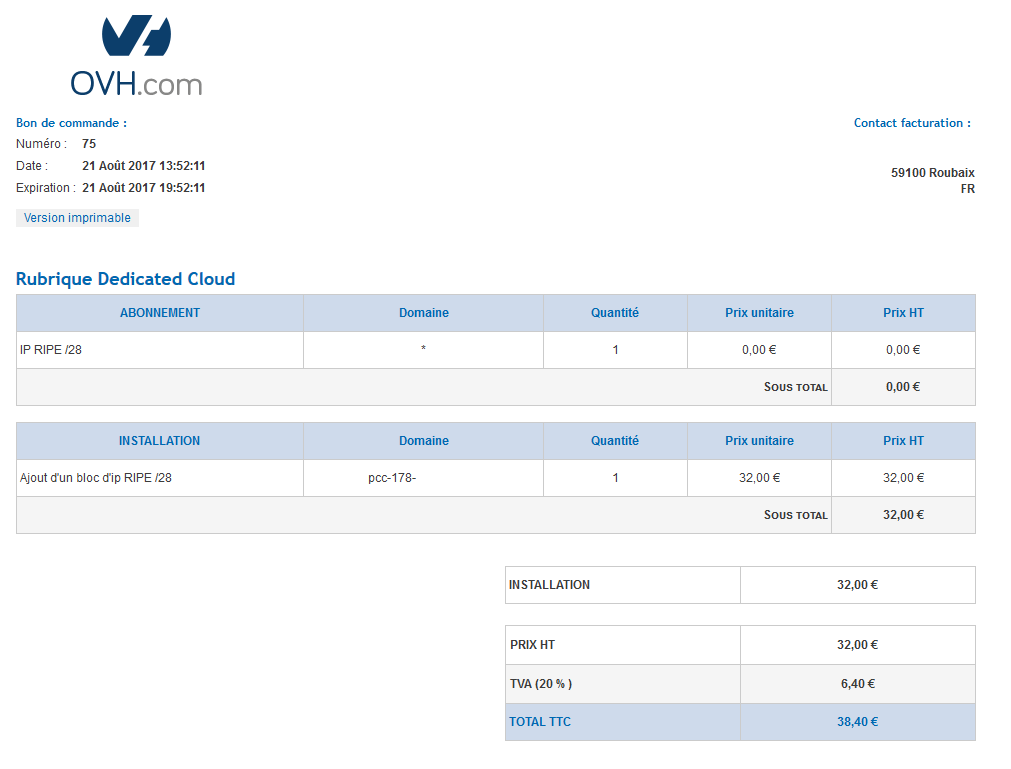 OVH.com
Bon de commande :
Contact facturation :
Numéro : 75
Date : 21 Août 2017 13:52:11
59100 Roubaix
Expiration : 21 Août 2017 19:52:11
FR
Version imprimable
Rubrique Dedicated Cloud
ABONNEMENT Domaine Quantité Prix unitaire Prix HT
IP RIPE /28 * 1 0,00 € 0,00 €
Sous total 0,00 €
INSTALLATION Domaine Quantité Prix unitaire Prix HT
Ajout d'un bloc d'ip RIPE /28 pcc-178- 1 32,00 € 32,00 €
Sous total 32,00 €
INSTALLATION 32,00 €
PRIX HT 32,00 €
TVA (20 % ) 6,40 €
TOTAL TTC 38,40 €